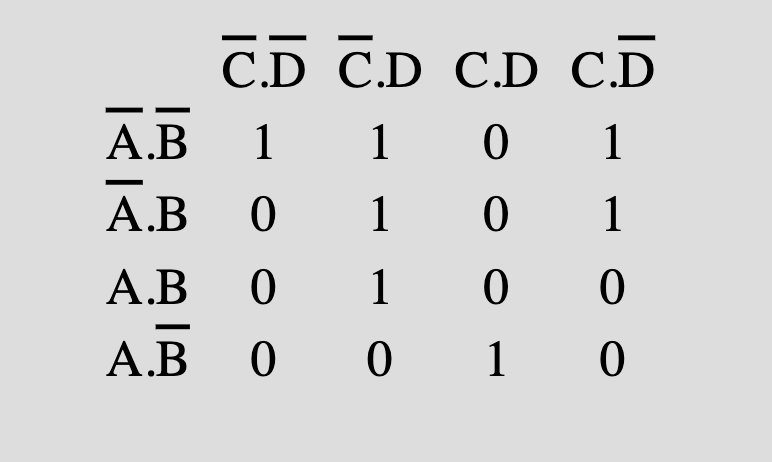 C̅.D̅ C̅.D C.D C.D̅
A̅.B̅ 1 1 0 1
A̅.B 0 1 0 1
A.B 0 1 0 0
A.B̅ 0 0 1 0